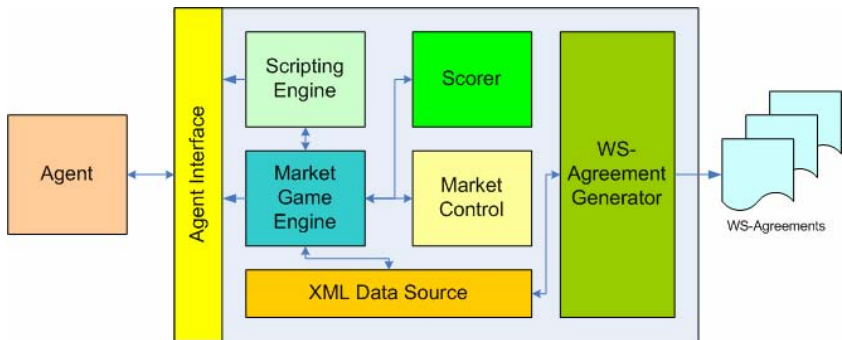 Agent
Agent Interface
Scripting
Engine
Scorer
Market
Game
Engine
Market
Control
XML Data Source
WS-
Agreement
Generator
WS-Agreements